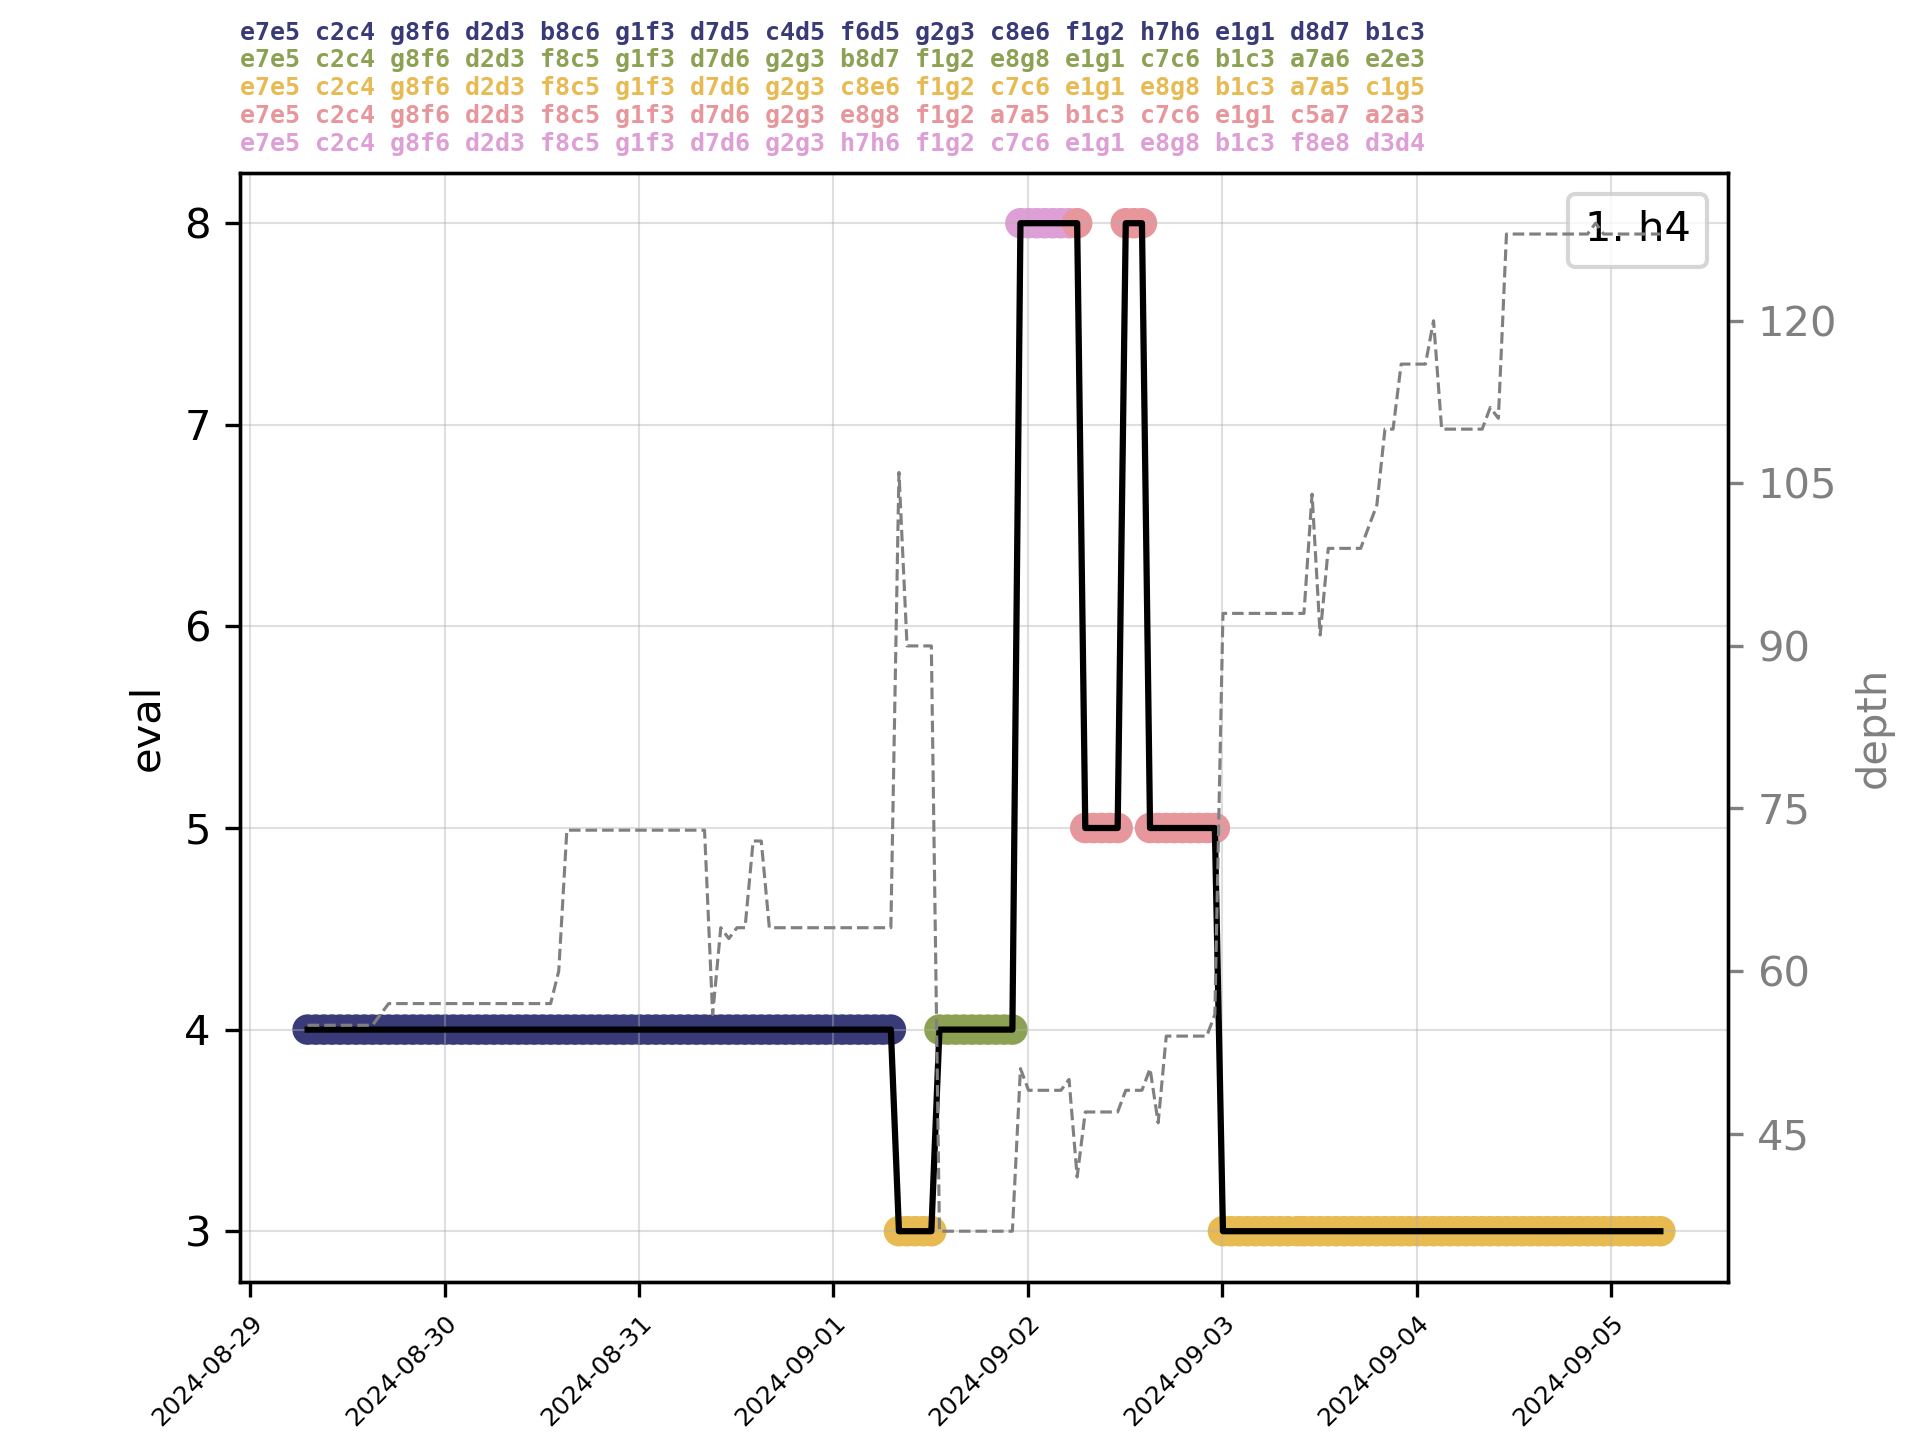 e7e5 c2c4 g8f6 d2d3 b8c6 g1f3 d7d5 c4d5 f6d5 g2g3 c8e6 f1g2 h7h6 e1g1 d8d7 b1c3
e7e5 c2c4 g8f6 d2d3 f8c5 g1f3 d7d6 g2g3 b8d7 f1g2 e8g8 e1g1 c7c6 b1c3 a7a6 e2e3
e7e5 c2c4 g8f6 d2d3 f8c5 g1f3 d7d6 g2g3 c8e6 f1g2 c7c6 e1g1 e8g8 b1c3 a7a5 c1g5
e7e5 c2c4 g8f6 d2d3 f8c5 g1f3 d7d6 g2g3 e8g8 f1g2 a7a5 b1c3 c7c6 e1g1 c5a7 a2a3
e7e5 c2c4 g8f6 d2d3 f8c5 g1f3 d7d6 g2g3 h7h6 f1g2 c7c6 e1g1 e8g8 b1c3 f8e8 d3d4
1. h4
8
7
6
5
4
3
eval
120
105
90
75
60
45
depth
2024-08-29
2024-08-30
2024-08-31
2024-09-01
2024-09-02
2024-09-03
2024-09-04
2024-09-05